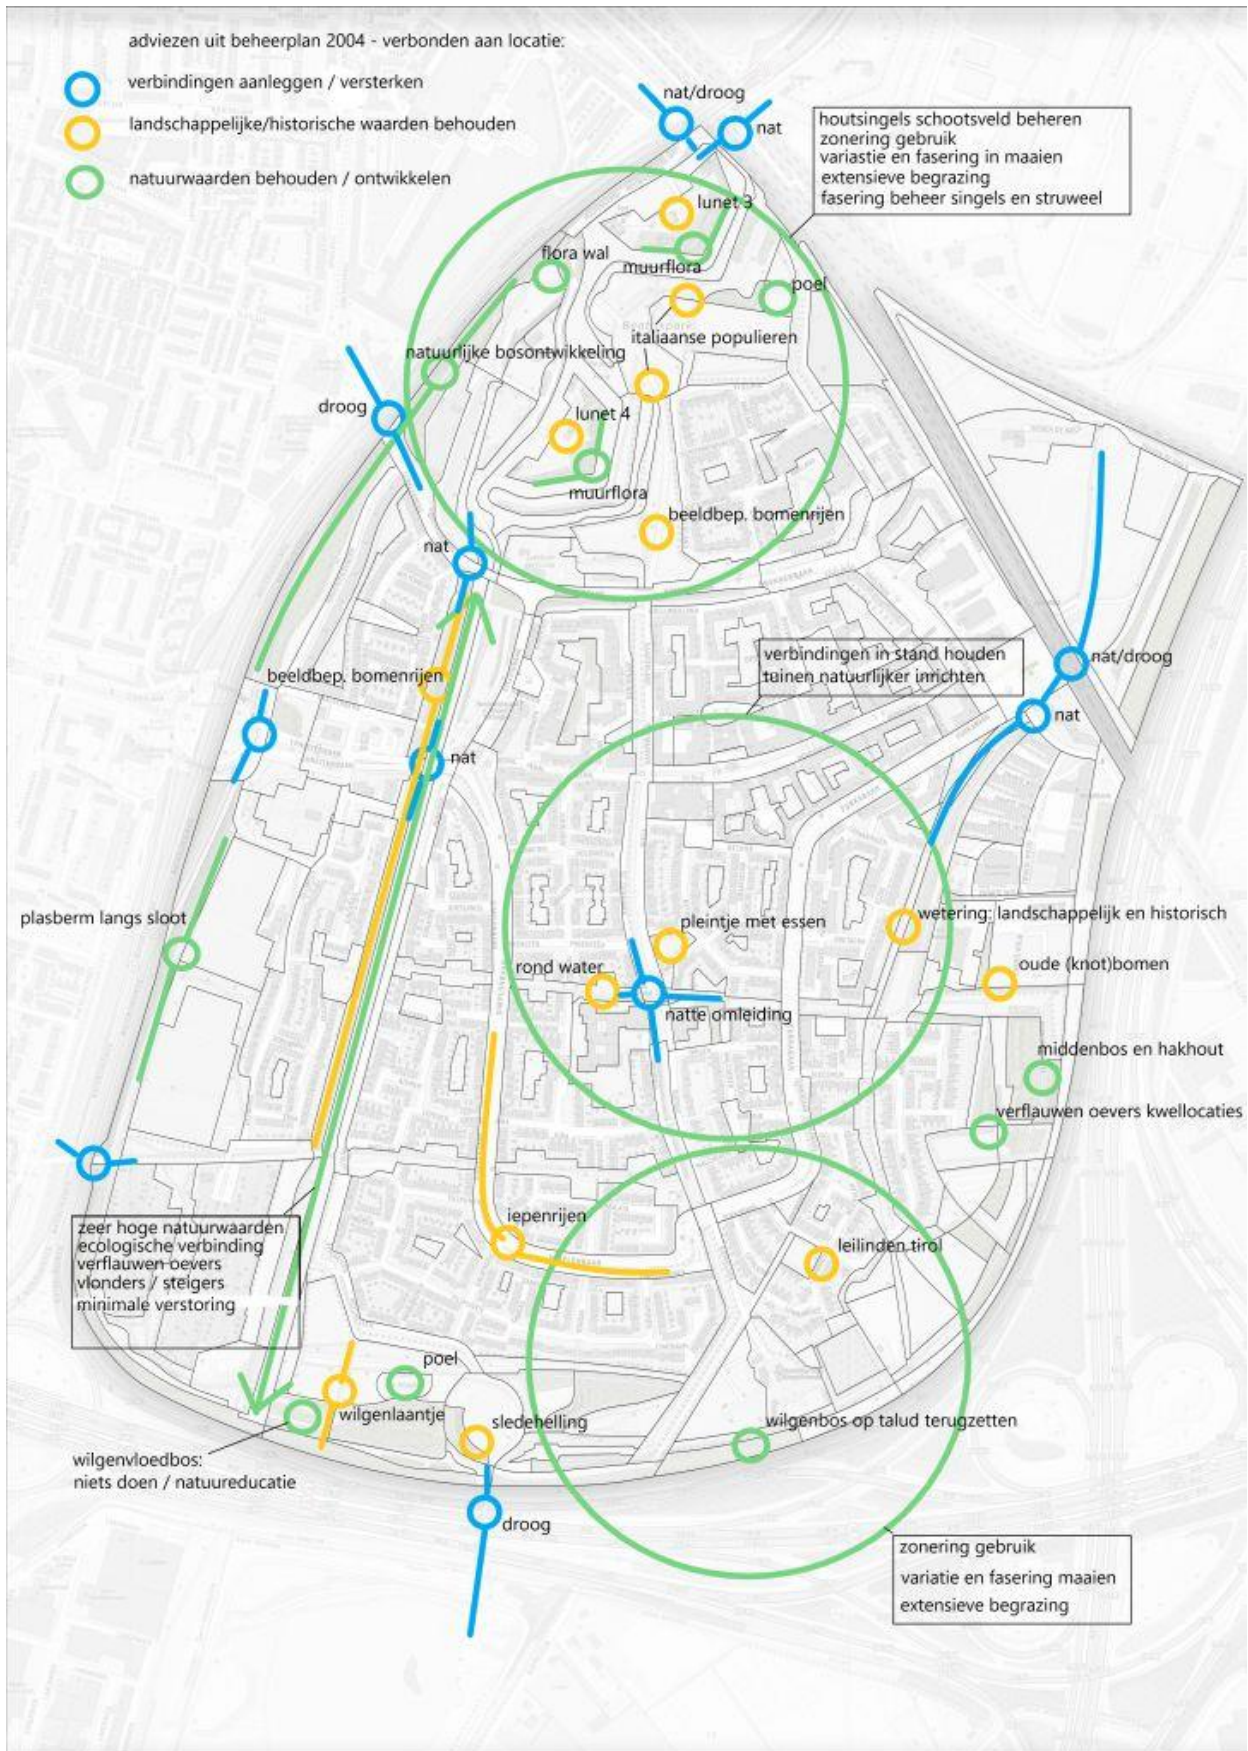 adviezen uit beheerplan 2004 - verbonden aan locatie:
verbindingen aanleggen / versterken
landschappelijke/historische waarden behouden
natuurwaarden behouden / ontwikkelen
nat/droog
nat
houtsingels schootsveld beheren
zonering gebruik
variastie en fasering in maaien
extensieve begrazing
fasering beheer singels en struweel
lunet 3
flora wal
muurflora
poel
italiaanse populieren
natuurlijke bosontwikkeling
droog
lunet 4
muurflora
beeldbep. bomenrijen
nat
verbindingen in stand houden
tuinen natuurlijker inrichten
nat/droog
beeldbep. bomenrijen
nat
nat
plasberm langs sloot
pleintje met essen
wetering: landschappelijk en historisch
rond water
oude (knot)bomen
natte omleiding
middenbos en hakhout
verflauwen oevers kwellocaties
iepenrijen
leilinden tirol
zeer hoge natuurwaarden
ecologische verbinding
verflauwen oevers
vlonders / steigers
minimale verstoring
poel
wilgenlaantje
sledehelling
wilgenbos op talud terugzetten
wilgenvloedbos:
niets doen / natuureducatie
droog
zonering gebruik
variatie en fasering maaien
extensieve begrazing